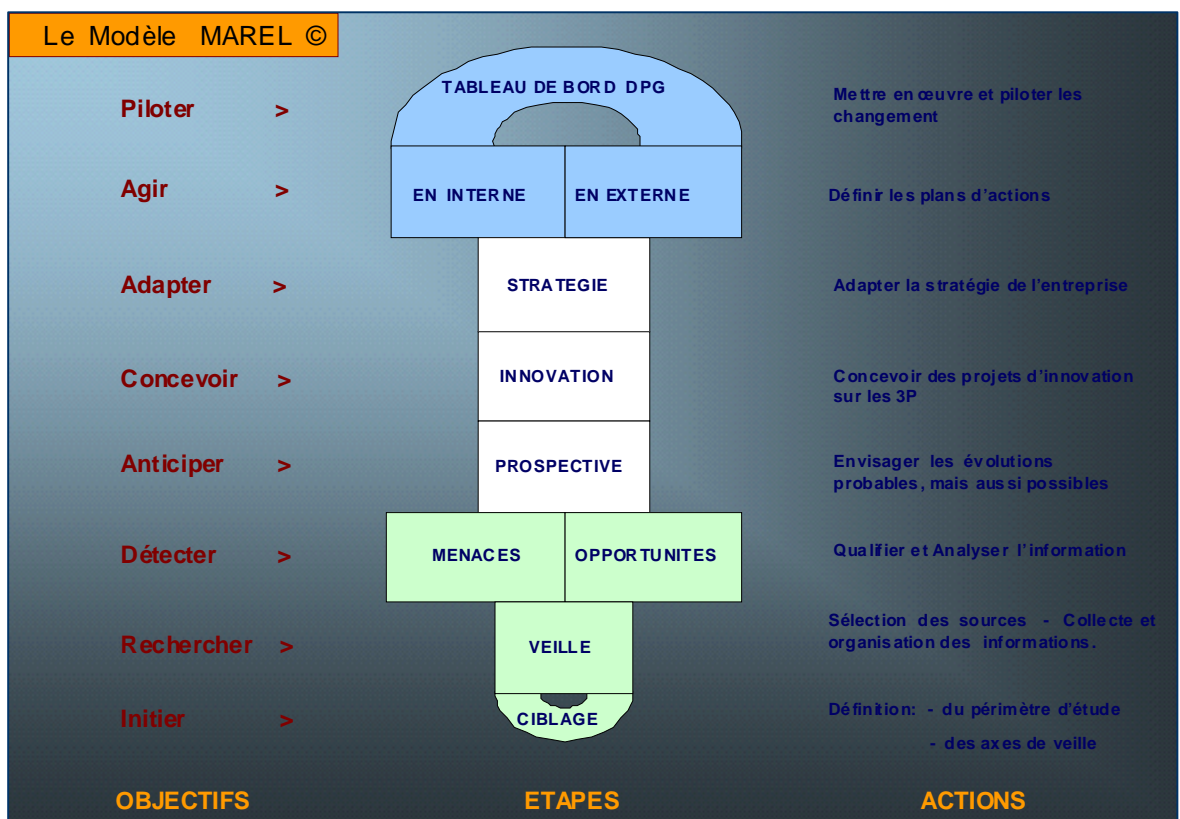 Le Modèle MAREL ©
TABLEAU DE BORD DPG
Piloter >
Mettre en œuvre et piloter les
changement
Agir >
EN INTERNE
EN EXTERNE
Définir les plans d'actions
Adapter >
STRATEGIE
Adapter la stratégie de l'entreprise
Concevoir >
INNOVATION
Concevoir des projets d'innovation
sur les 3P
Anticiper >
PROSPECTIVE
Envisager les évolutions
probables, mais aussi possibles
Détecter >
MENACES
OPPORTUNITES
Qualifier et Analyser l'information
Rechercher >
VEILLE
Sélection des sources - Collecte et
organisation des informations.
Initier >
CIBLAGE
Définition: - du périmètre d'étude
- des axes de veille
OBJECTIFS
ETAPES
ACTIONS